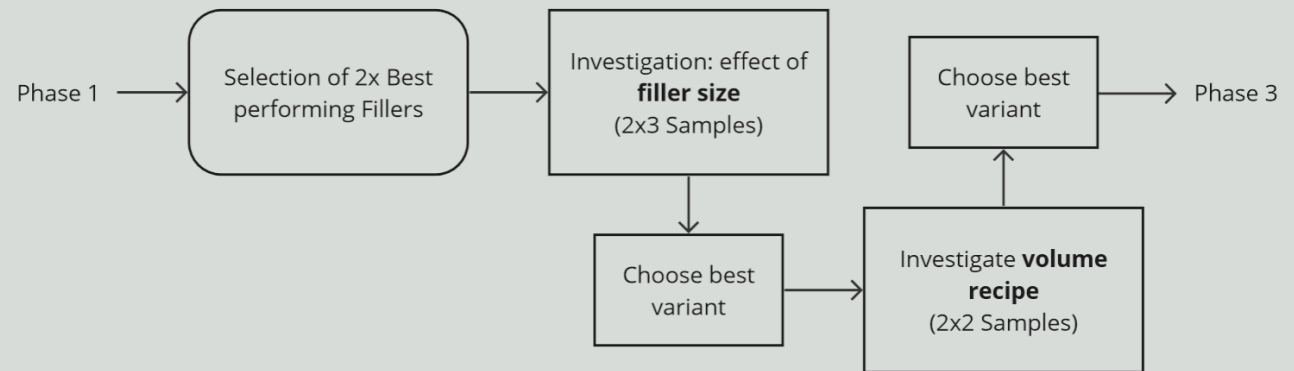 Phase 1
Selection of 2x Best
performing Fillers
Investigation: effect of
filler size
(2x3 Samples)
Choose best
variant
Investigate volume
recipe
(2x2 Samples)
Choose best
variant
Phase 3